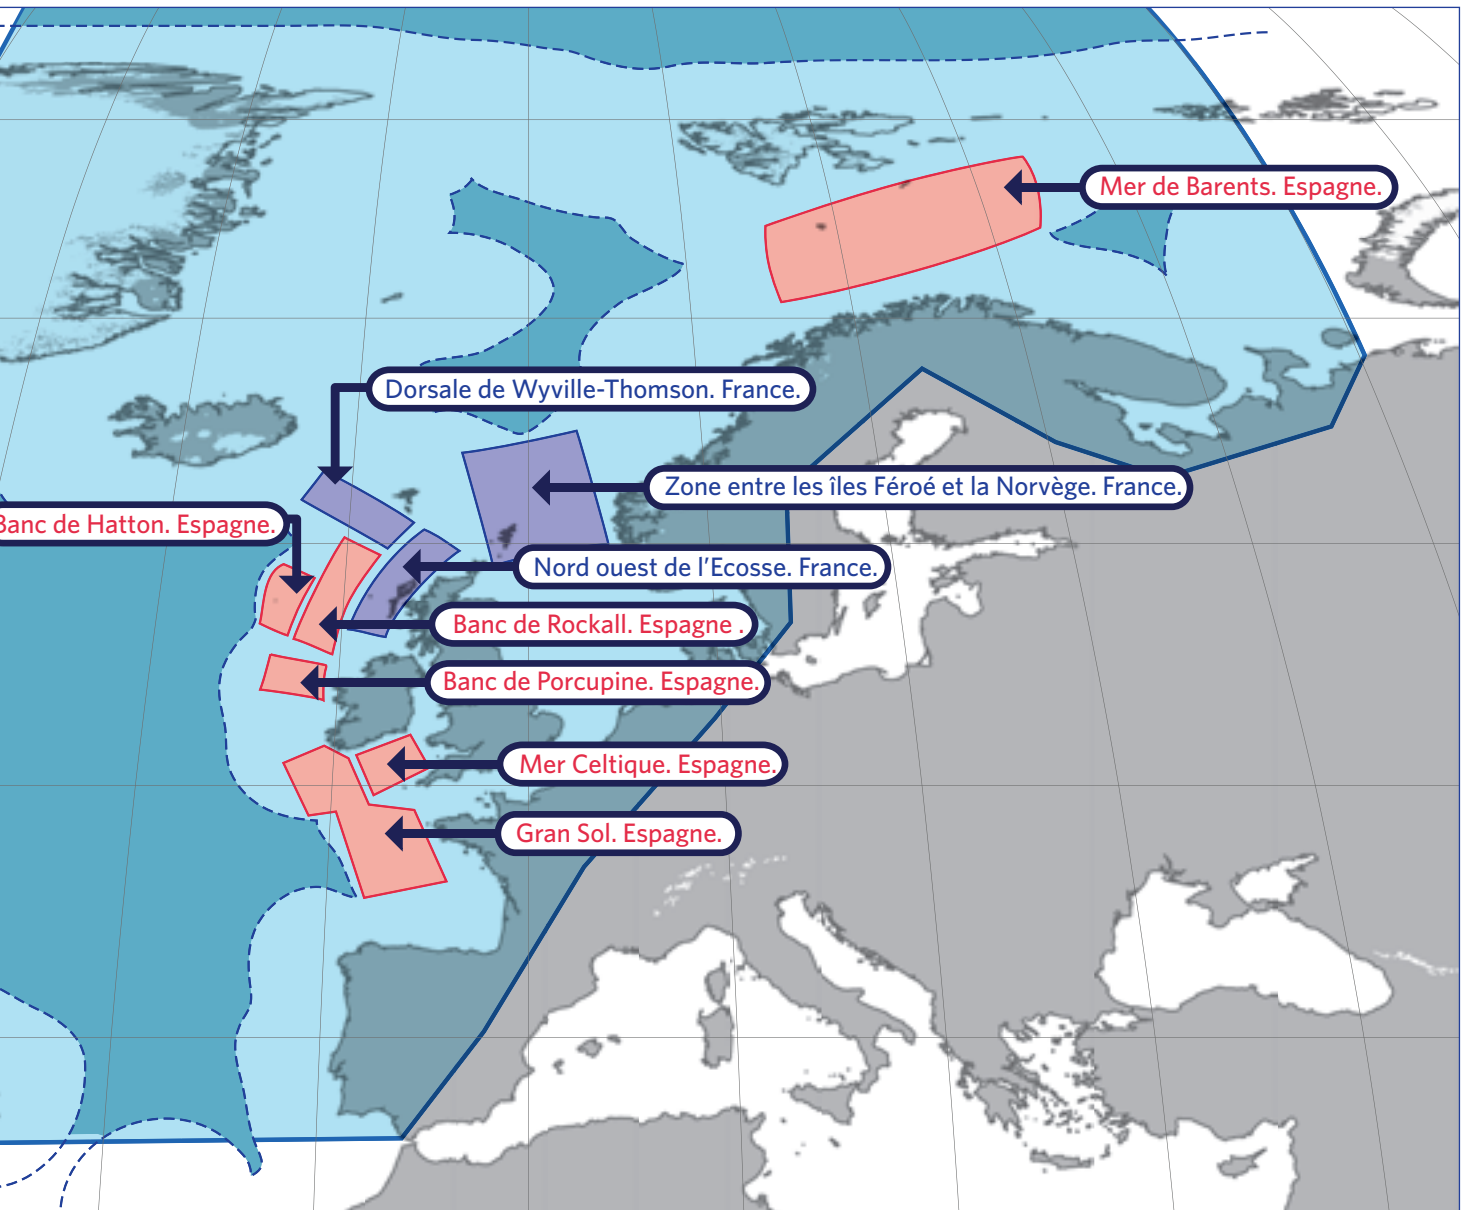 Mer de Barents. Espagne.
Dorsale de Wyville-Thomson. France.
Zone entre les îles Féroé et la Norvège. France.
Banc de Hatton. Espagne.
Nord ouest de l'Ecosse. France.
Banc de Rockall. Espagne .
Banc de Porcupine. Espagne.
Mer Celtique. Espagne.
Gran Sol. Espagne.